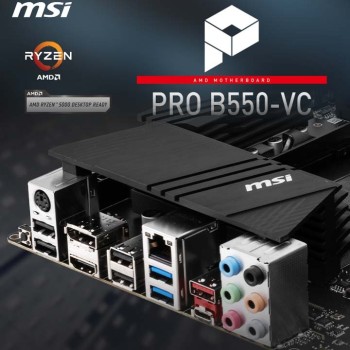 msi
RYZEN
AMD
AMD
AMD RYZEN™ 5000 DESKTOP READY
AMD MOTHERBOARD
PRO B550-VC
msi